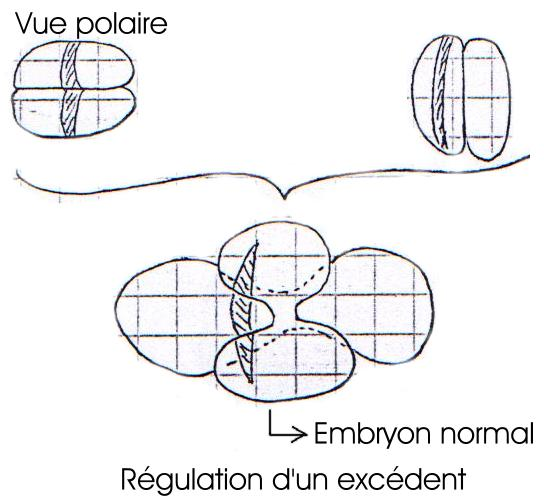 Vue polaire
Embryon normal
Régulation d'un excédent